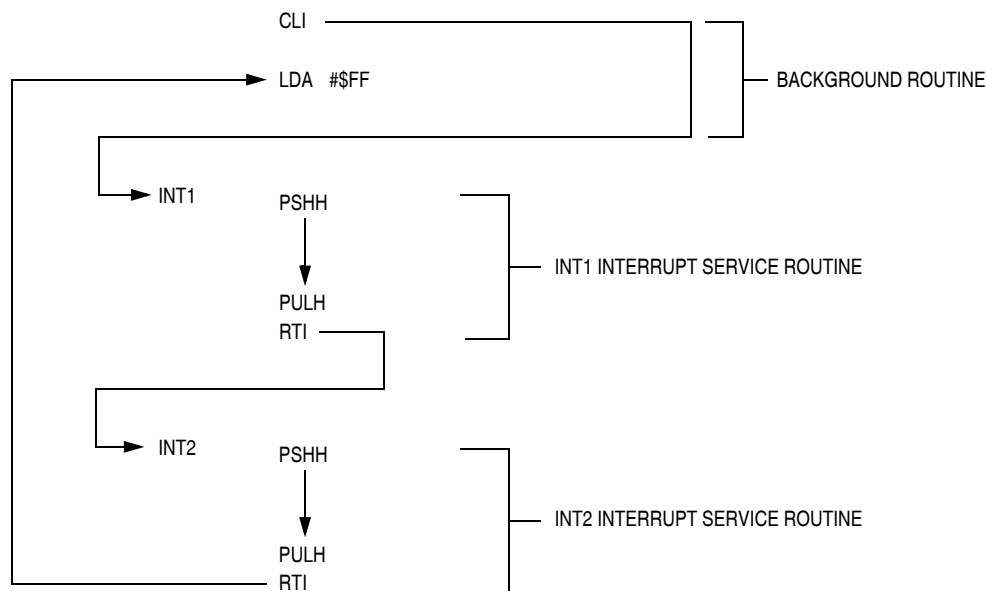 CLI
LDA #$FF
BACKGROUND ROUTINE
INT1
PSHH
INT1 INTERRUPT SERVICE ROUTINE
PULH
RTI
INT2
PSHH
INT2 INTERRUPT SERVICE ROUTINE
PULH
RTI